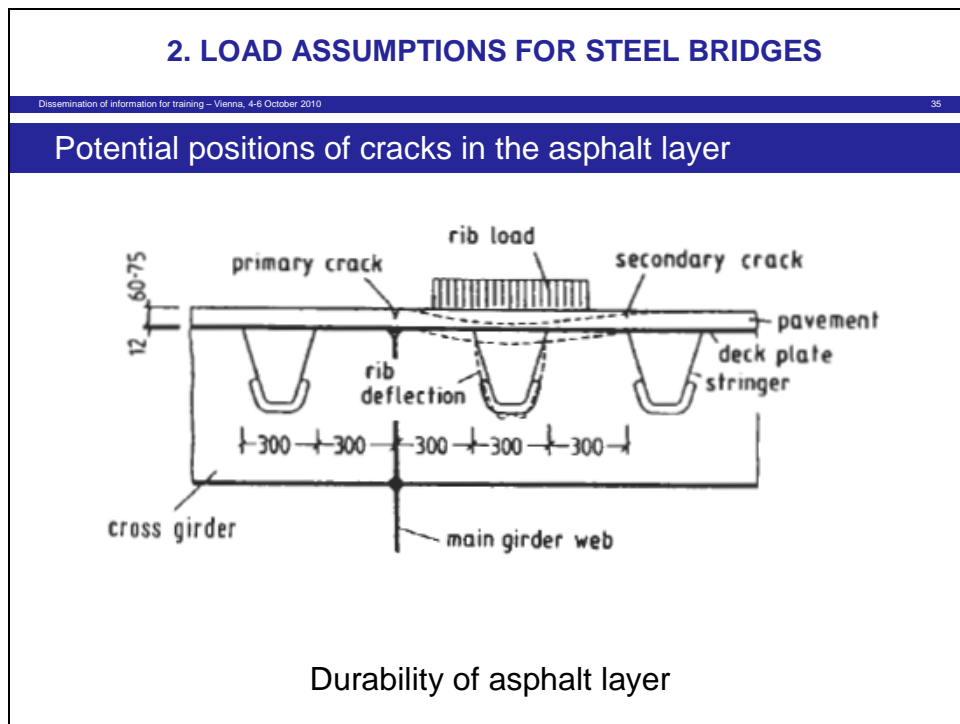 2. LOAD ASSUMPTIONS FOR STEEL BRIDGES
Dissemination of information for training – Vienna, 4-6 October 2010 35
Potential positions of cracks in the asphalt layer
rib load
primary crack
secondary crack
60-75
12
pavement
deck plate
stringer
rib
deflection
300 300 300 300 300
cross girder
main girder web
Durability of asphalt layer